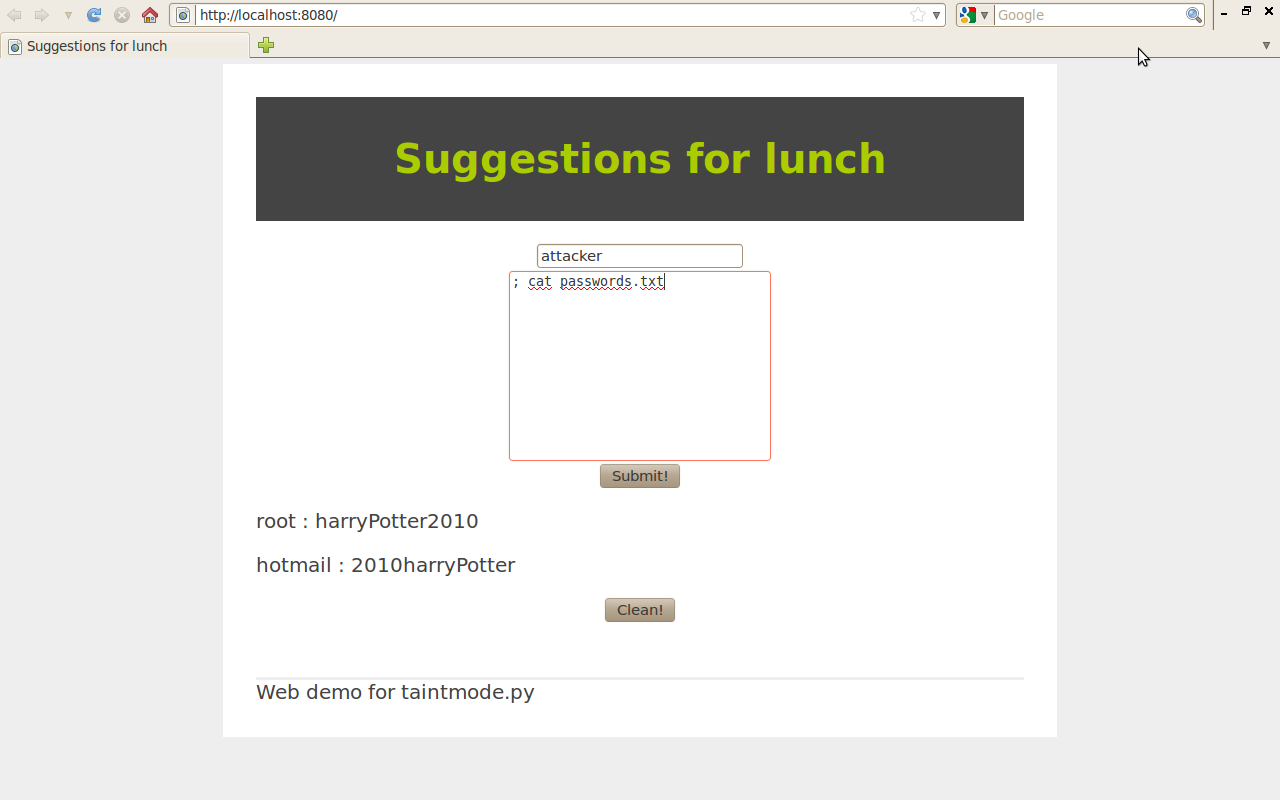 http://localhost:8080/
Google
Suggestions for lunch
Suggestions for lunch
attacker
; cat passwords.txt
Submit!
root : harryPotter2010
hotmail : 2010harryPotter
Clean!
Web demo for taintmode.py